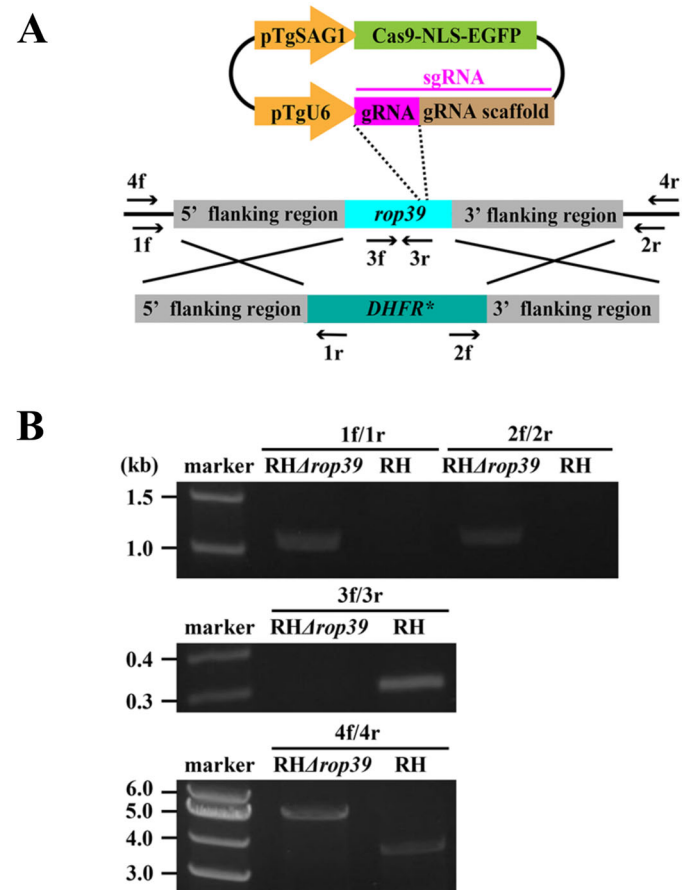 A
pTgSAG1 Cas9-NLS-EGFP
sgRNA
pTgU6 gRNA gRNA scaffold
4f 4r
5’ flanking region rop39 3’ flanking region
1f 3f 3r 2r
5’ flanking region DHFR* 3’ flanking region
1r 2f
B
1f/1r 2f/2r
(kb) marker RHΔrop39 RH RHΔrop39 RH
1.5
1.0
3f/3r
marker RHΔrop39 RH
0.4
0.3
4f/4r
marker RHΔrop39 RH
6.0
5.0
4.0
3.0